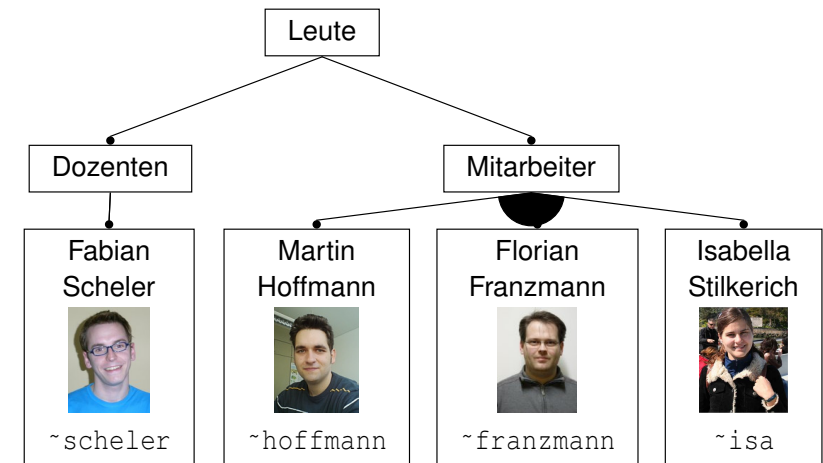 Leute
Dozenten
Mitarbeiter
Fabian
Scheler
Martin
Hoffmann
Florian
Franzmann
Isabella
Stilkerich
~scheler
~hoffmann
~franzmann
~isa